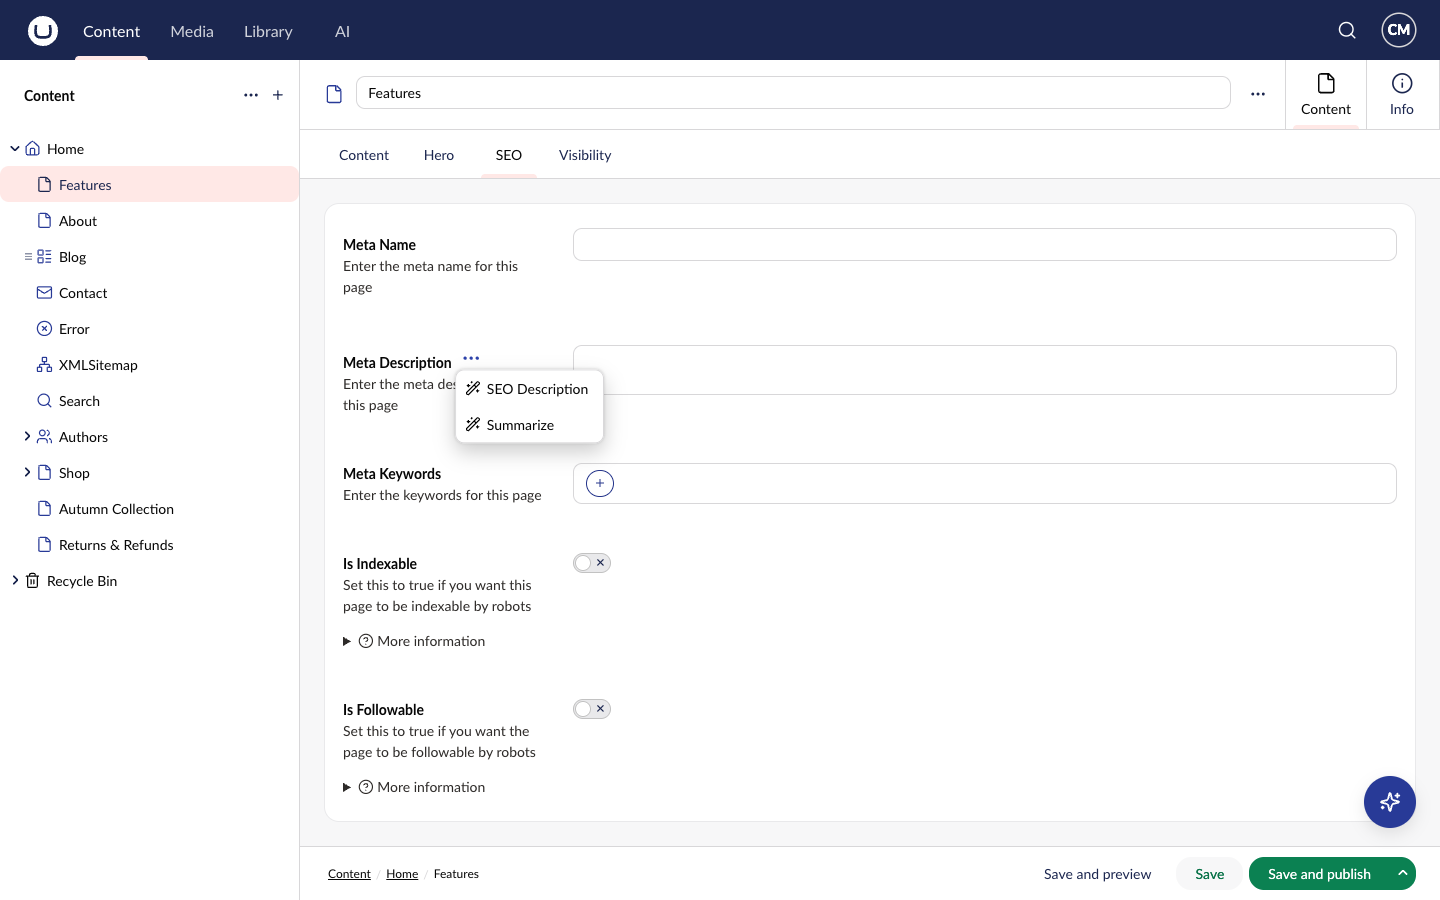 Content
Media
Library
AI
CM
Content
Features
Content
Info
Home
Features
About
Blog
Contact
Error
XMLSitemap
Search
Authors
Shop
Autumn Collection
Returns & Refunds
Recycle Bin
Content
Hero
SEO
Visibility
Meta Name
Enter the meta name for this
page
Meta Description
Enter the meta des
this page
SEO Description
Summarize
Meta Keywords
Enter the keywords for this page
Is Indexable
Set this to true if you want this
page to be indexable by robots
More information
Is Followable
Set this to true if you want the
page to be followable by robots
More information
Content / Home / Features
Save and preview
Save
Save and publish